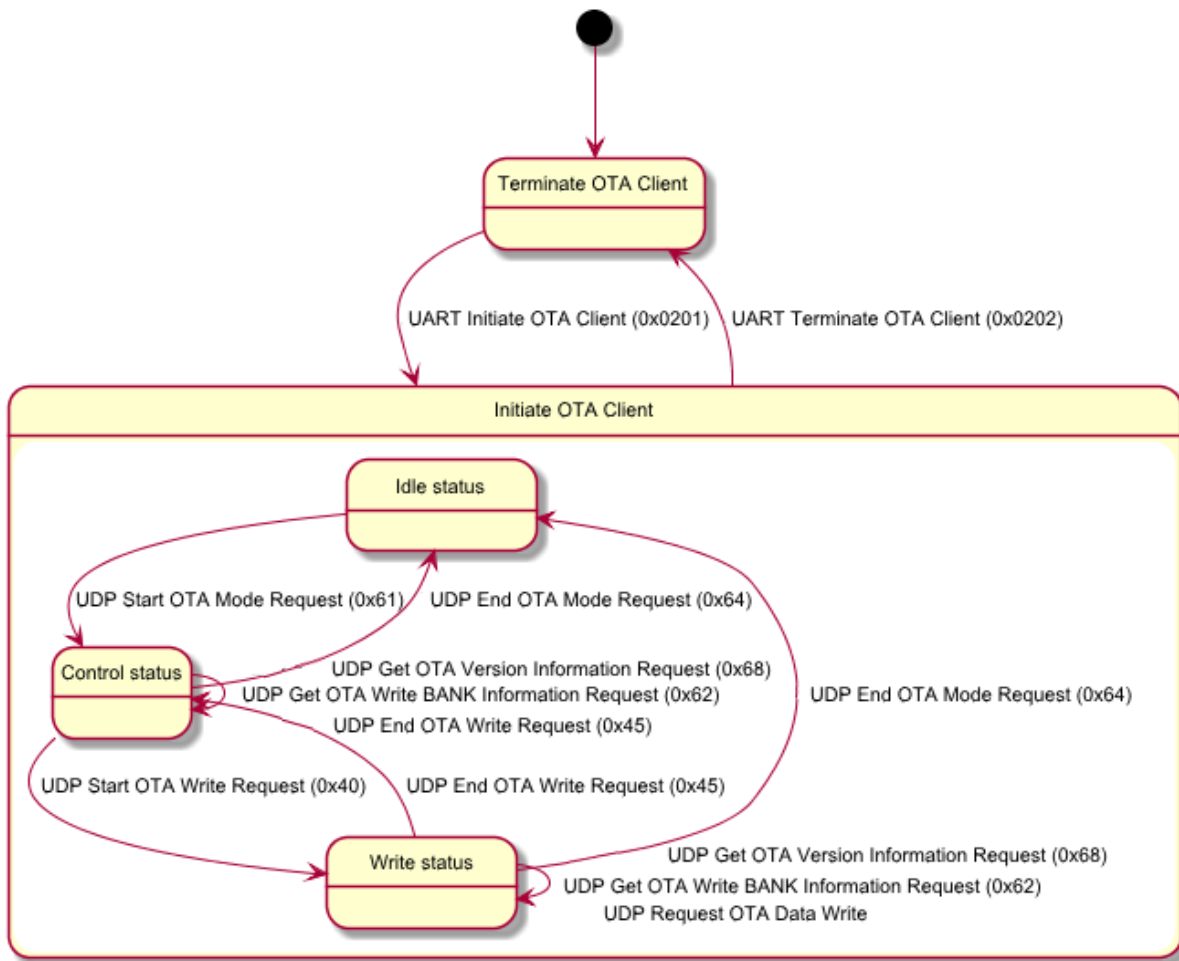 Terminate OTA Client
UART Initiate OTA Client (0x0201)
UART Terminate OTA Client (0x0202)
Initiate OTA Client
Idle status
UDP Start OTA Mode Request (0x61)
UDP End OTA Mode Request (0x64)
Control status
UDP Get OTA Version Information Request (0x68)
UDP Get OTA Write BANK Information Request (0x62)
UDP End OTA Write Request (0x45)
UDP End OTA Mode Request (0x64)
UDP Start OTA Write Request (0x40)
UDP End OTA Write Request (0x45)
Write status
UDP Get OTA Version Information Request (0x68)
UDP Get OTA Write BANK Information Request (0x62)
UDP Request OTA Data Write